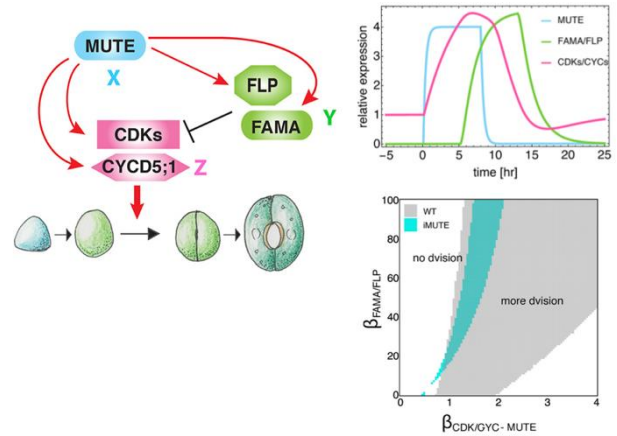 MUTE
X
FLP
FAMA
Y
CDKs
CYCD5;1
Z
relative expression
4
3
2
1
0
-5
0
5
10
15
20
25
time [hr]
MUTE
FAMA/FLP
CDKs/CYCs
βFAMA/FLP
100
80
60
40
20
0
WT
iMUTE
no dvision
more dvision
0
1
2
3
4
βCDK/CYC - MUTE